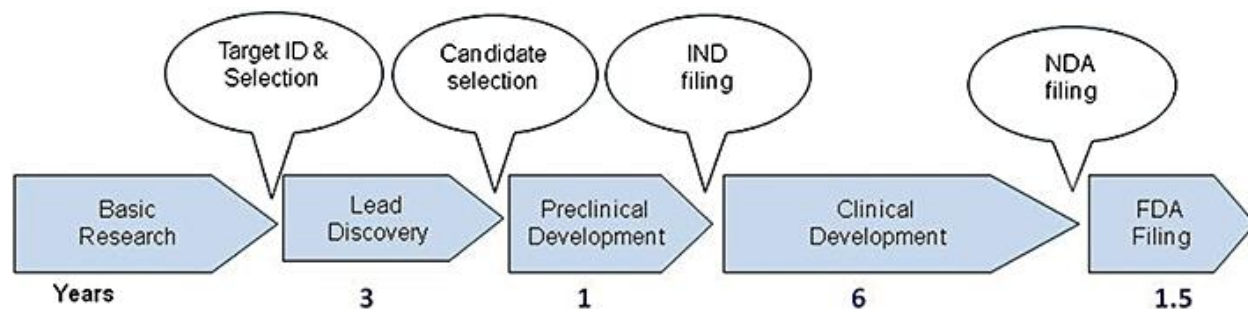 Target ID &
Selection
Candidate
selection
IND
filing
NDA
filing
Basic
Research
Lead
Discovery
Preclinical
Development
Clinical
Development
FDA
Filing
Years
3
1
6
1.5